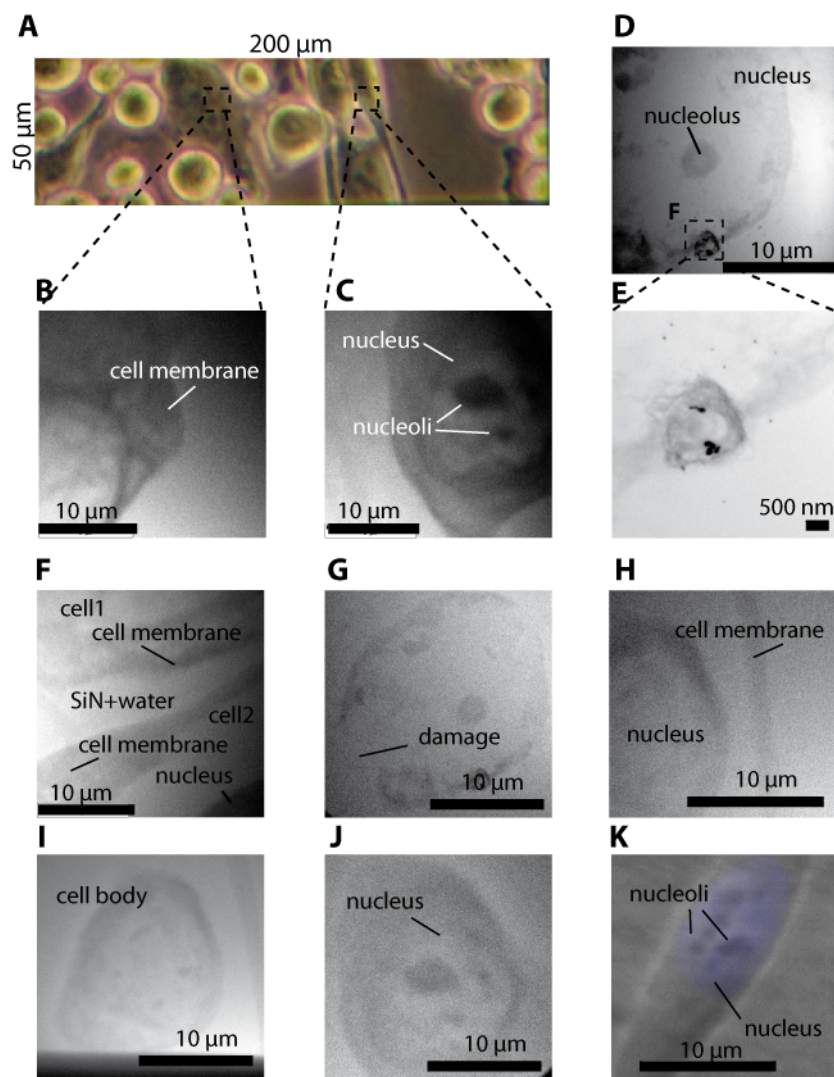 A
200 µm
50 µm
B
cell membrane
10 µm
C
nucleus
nucleoli
10 µm
D
nucleus
nucleolus
F
10 µm
E
500 nm
F
cell1
cell membrane
SiN+water
cell2
cell membrane
nucleus
10 µm
G
damage
10 µm
H
cell membrane
nucleus
10 µm
I
cell body
10 µm
J
nucleus
10 µm
K
nucleoli
nucleus
10 µm